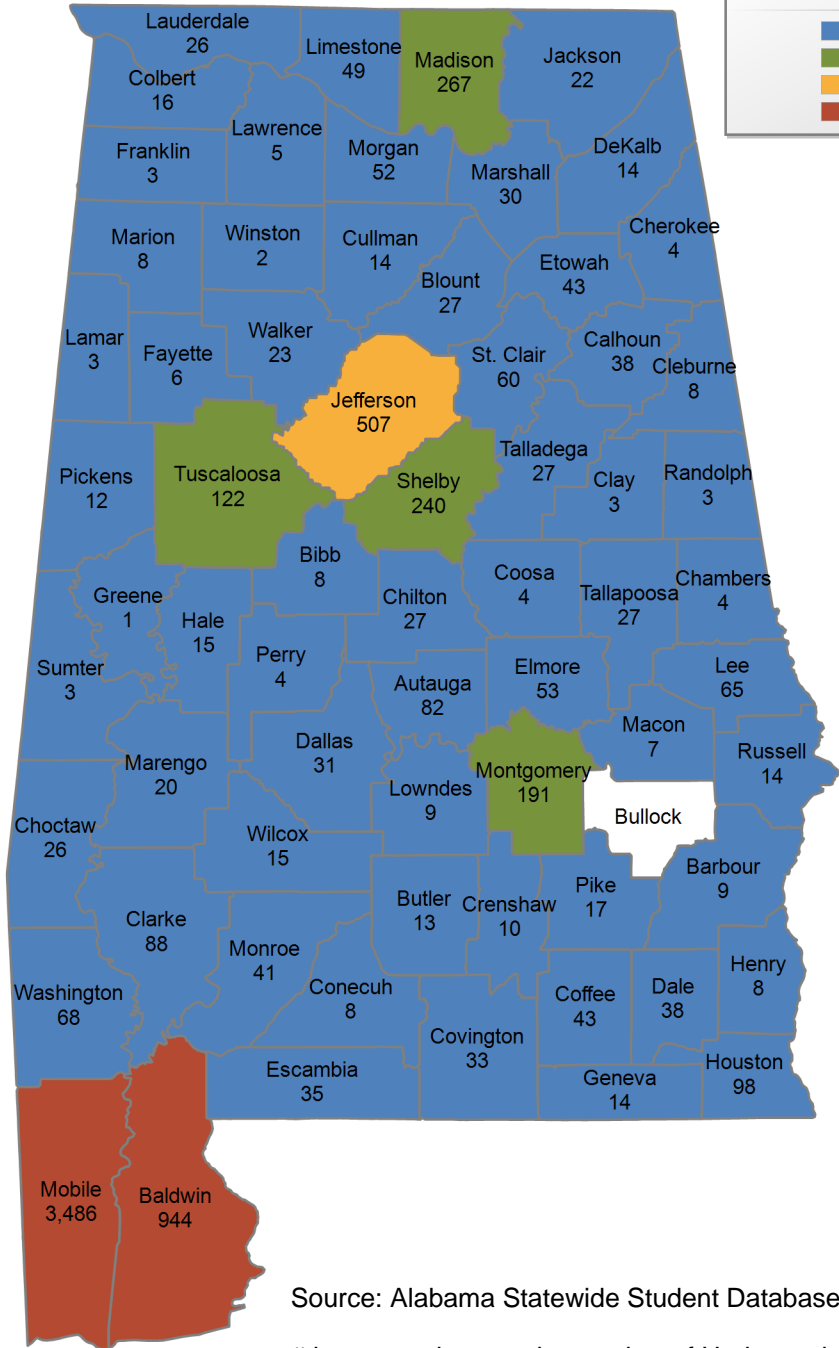 Lauderdale
26
Limestone
49
Madison
267
Jackson
22
Colbert
16
Lawrence
5
Franklin
3
Morgan
52
Marshall
30
DeKalb
14
Marion
8
Winston
2
Cullman
14
Cherokee
4
Etowah
43
Blount
27
Lamar
3
Fayette
6
Walker
23
St. Clair
60
Calhoun
38
Cleburne
8
Jefferson
507
Pickens
12
Tuscaloosa
122
Shelby
240
Talladega
27
Clay
3
Randolph
3
Bibb
8
Greene
1
Hale
15
Chilton
27
Coosa
4
Tallapoosa
27
Chambers
4
Sumter
3
Perry
4
Autauga
82
Elmore
53
Lee
65
Marengo
20
Dallas
31
Lowndes
9
Montgomery
191
Macon
7
Russell
14
Bullock
Choctaw
26
Wilcox
15
Clarke
88
Butler
13
Crenshaw
10
Pike
17
Barbour
9
Washington
68
Monroe
41
Conecuh
8
Covington
33
Coffee
43
Dale
38
Henry
8
Escambia
35
Geneva
14
Houston
98
Mobile
3,486
Baldwin
944
Source: Alabama Statewide Student Database